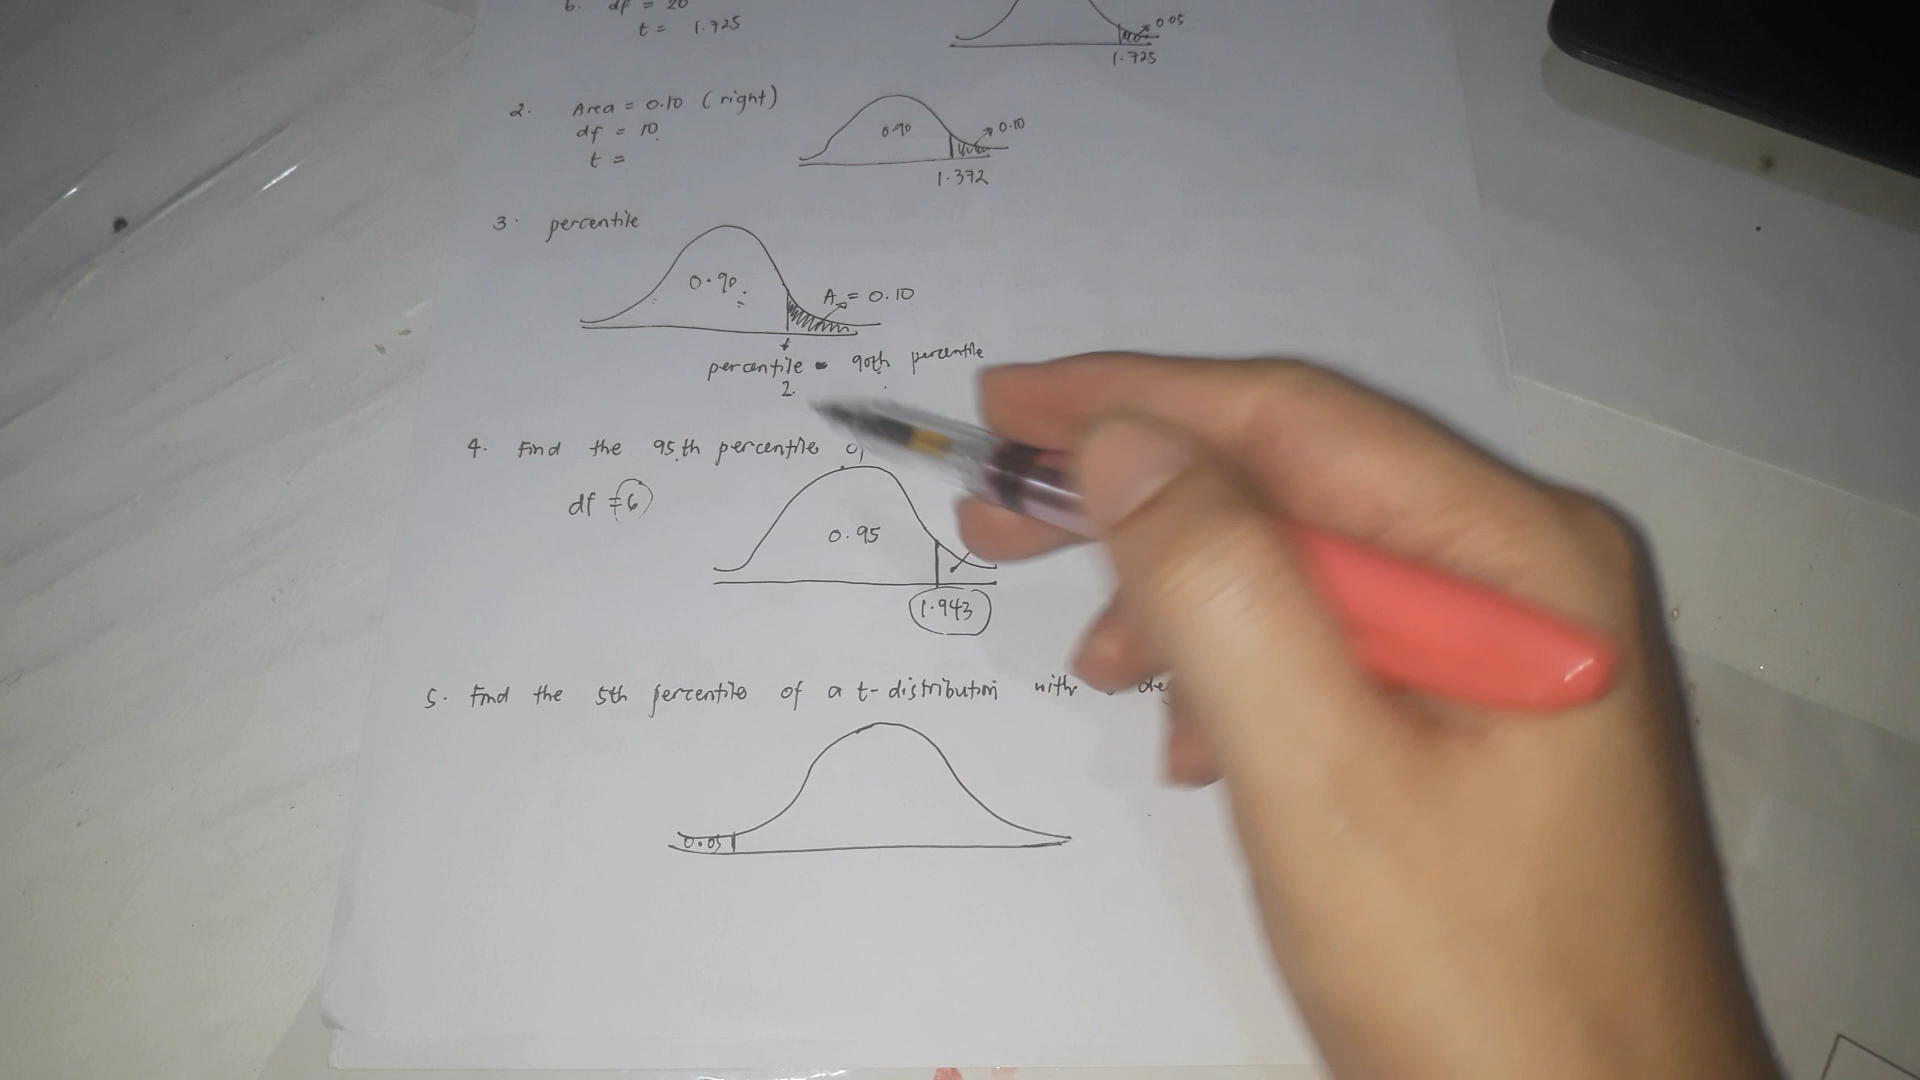 b. df = 20
t = 1.725
0.05
1.725
2. Area = 0.10 (right)
df = 10
t =
0.90
0.10
1.372
3. percentile
0.90
A = 0.10
percentile = 90th percentile
2.
4. Find the 95th percentile
df = 6
0.95
1.943
5. Find the 5th percentile of a t-distribution with
0.05